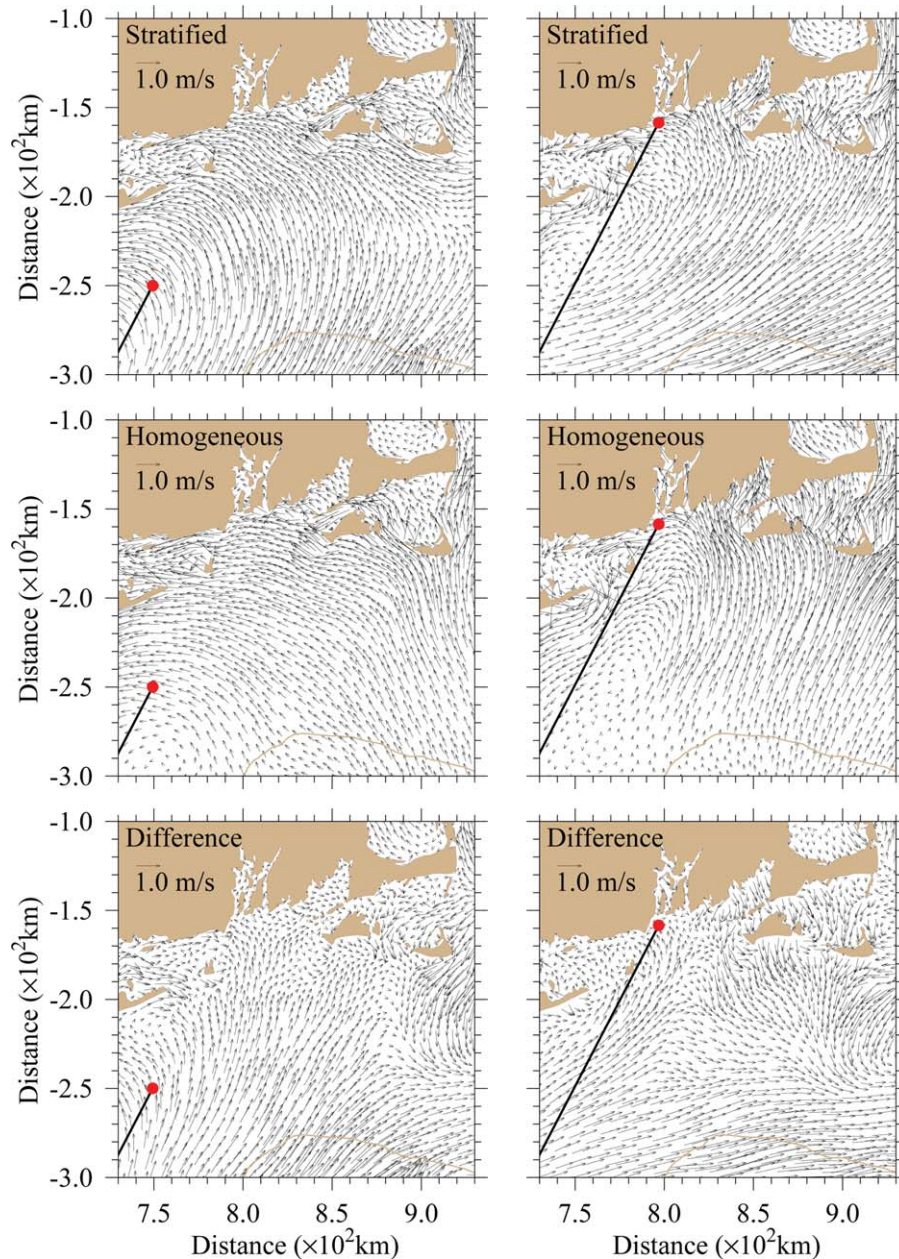 -1.0
Stratified
1.0 m/s
-1.5
-2.0
-2.5
-3.0
Distance (×10²km)
Stratified
1.0 m/s
-1.0
Homogeneous
1.0 m/s
-1.5
-2.0
-2.5
-3.0
Distance (×10²km)
Homogeneous
1.0 m/s
-1.0
Difference
1.0 m/s
-1.5
-2.0
-2.5
-3.0
Distance (×10²km)
7.5 8.0 8.5 9.0
Distance (×10²km)
Difference
1.0 m/s
7.5 8.0 8.5 9.0
Distance (×10²km)